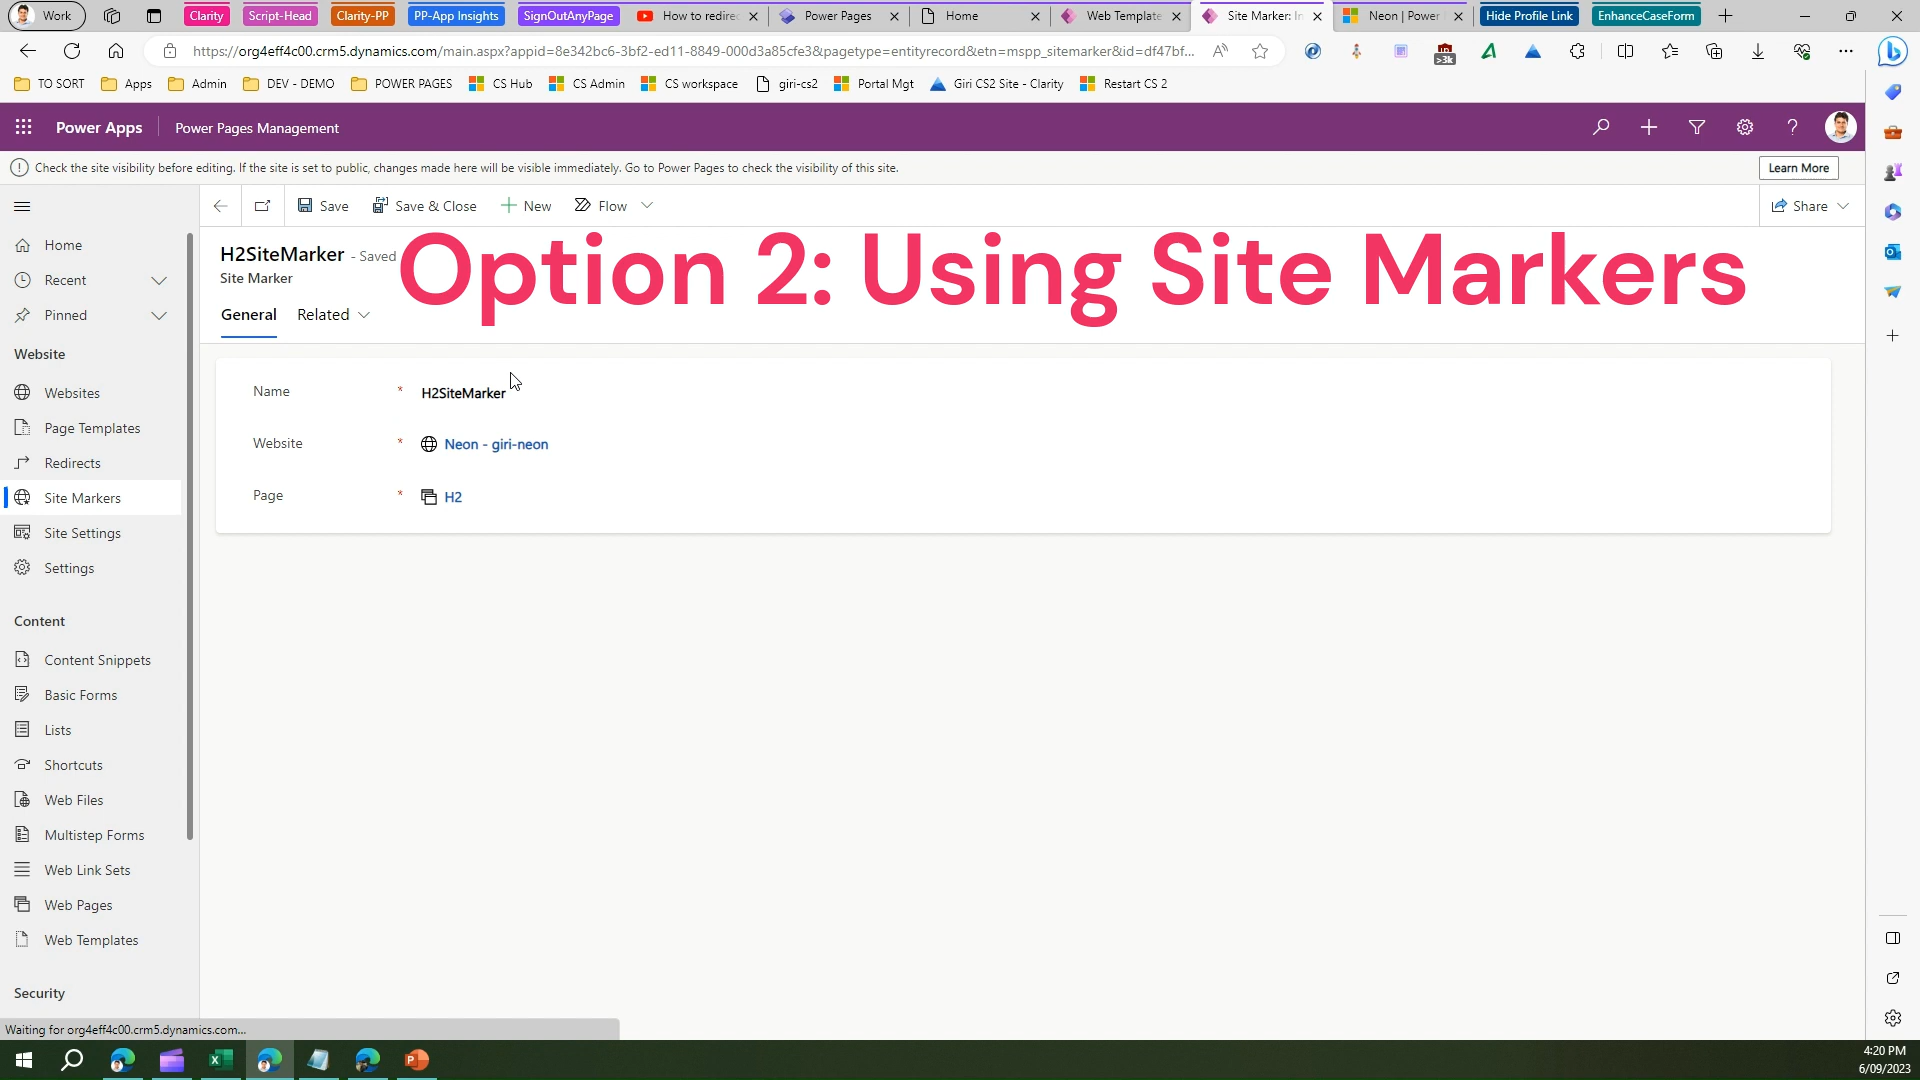 Work
Clarity
Script-Head
Clarity-PP
PP-App Insights
SignOutAnyPage
How to redirec
Power Pages
Home
Web Template
Site Marker: In
Neon | Power
Hide Profile Link
EnhanceCaseForm
https://org4eff4c00.crm5.dynamics.com/main.aspx?appid=8e342bc6-3bf2-ed11-8849-000d3a85cfe3&pagetype=entityrecord&etn=mspp_sitemarker&id=df47bf...
>3k
TO SORT
Apps
Admin
DEV - DEMO
POWER PAGES
CS Hub
CS Admin
CS workspace
giri-cs2
Portal Mgt
Giri CS2 Site - Clarity
Restart CS 2
Power Apps
Power Pages Management
Check the site visibility before editing. If the site is set to public, changes made here will be visible immediately. Go to Power Pages to check the visibility of this site.
Learn More
Save
Save & Close
New
Flow
Share
H2SiteMarker - Saved
Site Marker
Option 2: Using Site Markers
General
Related
Name * H2SiteMarker
Website * Neon - giri-neon
Page * H2
Home
Recent
Pinned
Website
Websites
Page Templates
Redirects
Site Markers
Site Settings
Settings
Content
Content Snippets
Basic Forms
Lists
Shortcuts
Web Files
Multistep Forms
Web Link Sets
Web Pages
Web Templates
Security
Waiting for org4eff4c00.crm5.dynamics.com...
4:20 PM
6/09/2023